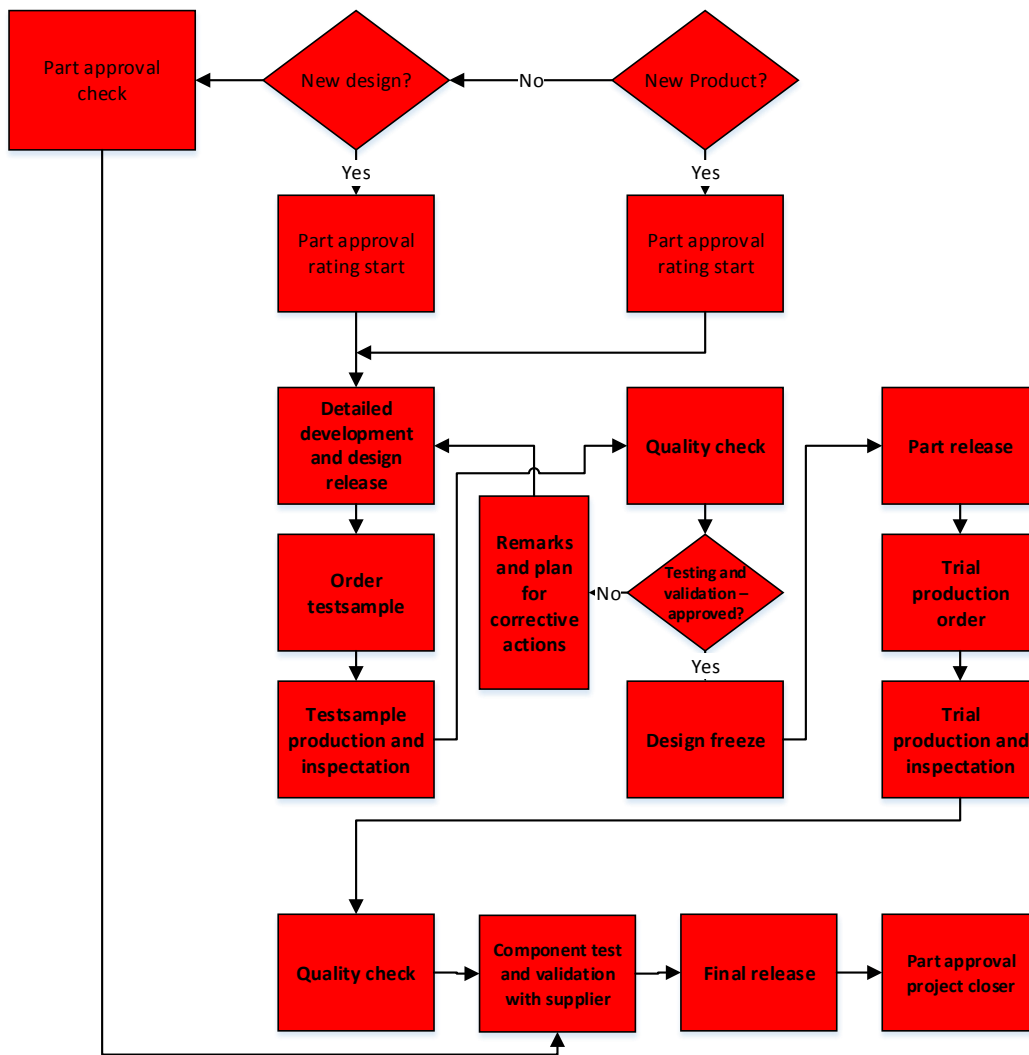 Part approval
check
New design?
No
New Product?
Yes
Yes
Part approval
rating start
Part approval
rating start
Detailed
development
and design
release
Quality check
Part release
Order
testsample
Remarks
and plan
for
corrective
actions
No
Testing and
validation –
approved?
Trial
production
order
Yes
Testsample
production and
inspectation
Design freeze
Trial
production and
inspectation
Quality check
Component test
and validation
with supplier
Final release
Part approval
project closer